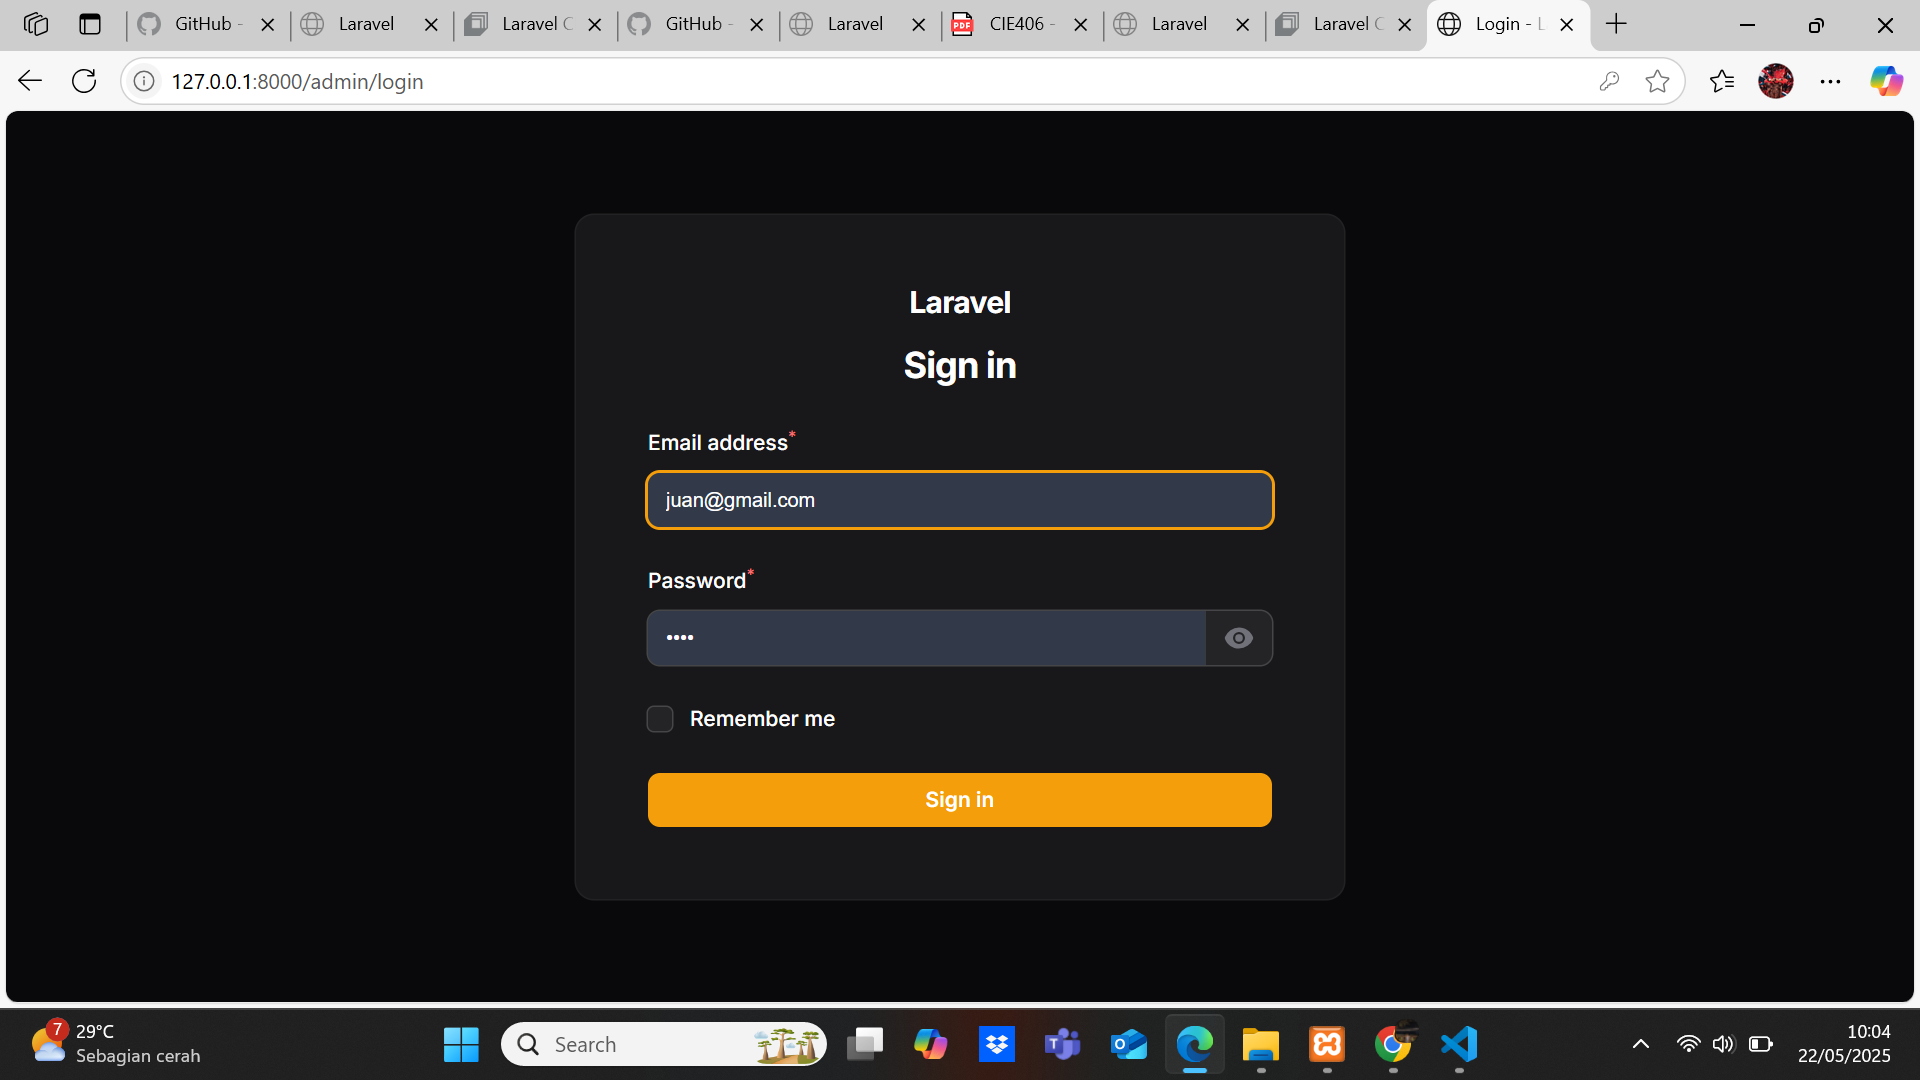 GitHub -
Laravel
Laravel C
GitHub -
Laravel
PDF
CIE406 -
Laravel
Laravel C
Login - L
127.0.0.1:8000/admin/login
Laravel
Sign in
Email address*
juan@gmail.com
Password*
••••
Remember me
Sign in
7
29°C
Sebagian cerah
Search
10:04
22/05/2025